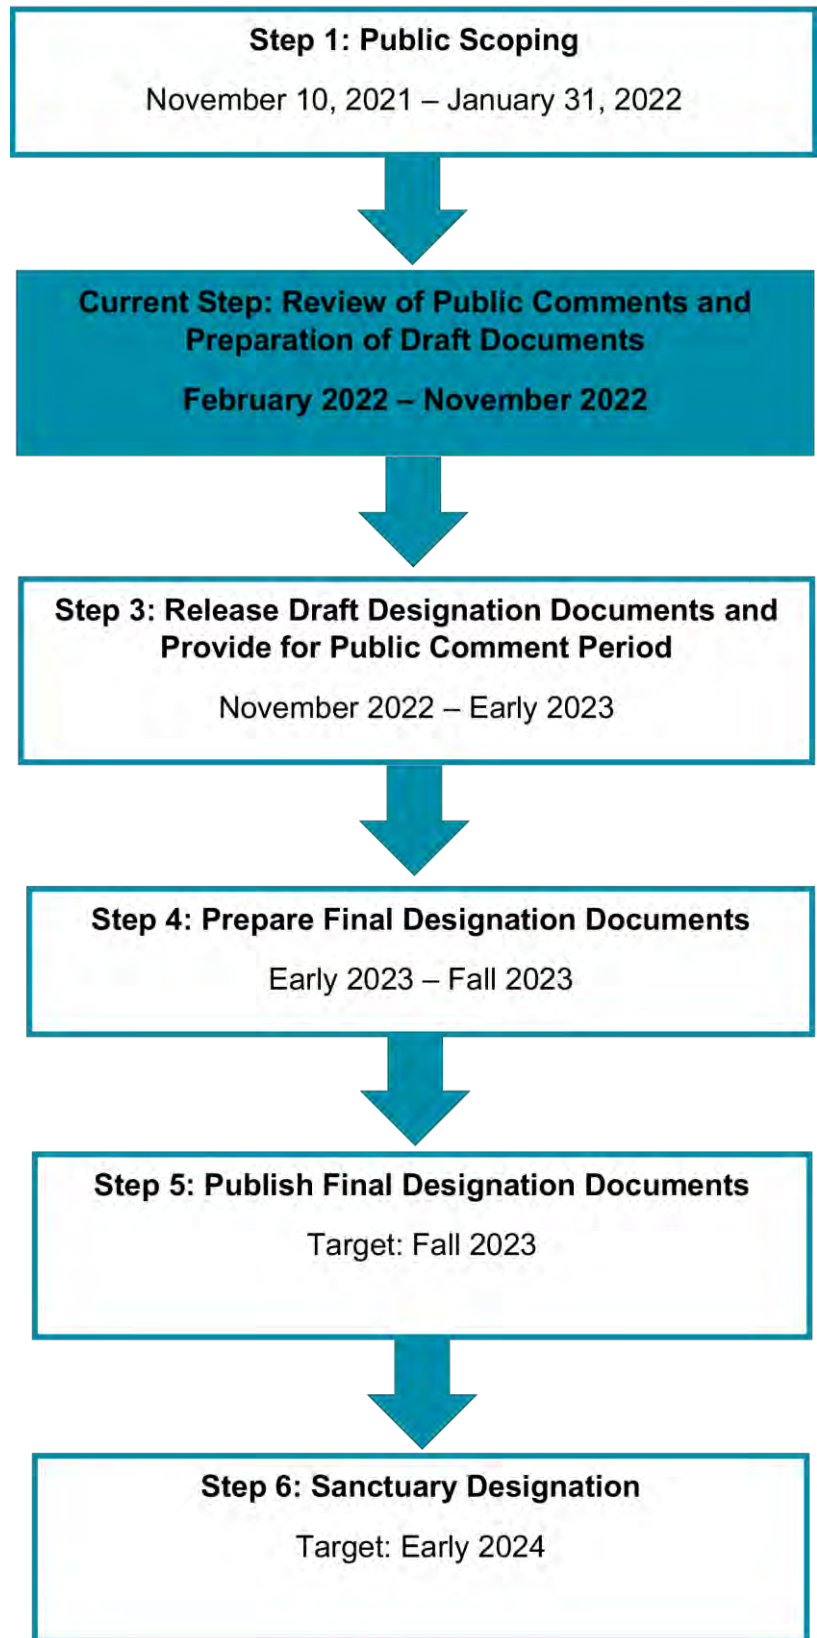 Step 1: Public Scoping
November 10, 2021 – January 31, 2022
Current Step: Review of Public Comments and
Preparation of Draft Documents
February 2022 – November 2022
Step 3: Release Draft Designation Documents and
Provide for Public Comment Period
November 2022 – Early 2023
Step 4: Prepare Final Designation Documents
Early 2023 – Fall 2023
Step 5: Publish Final Designation Documents
Target: Fall 2023
Step 6: Sanctuary Designation
Target: Early 2024